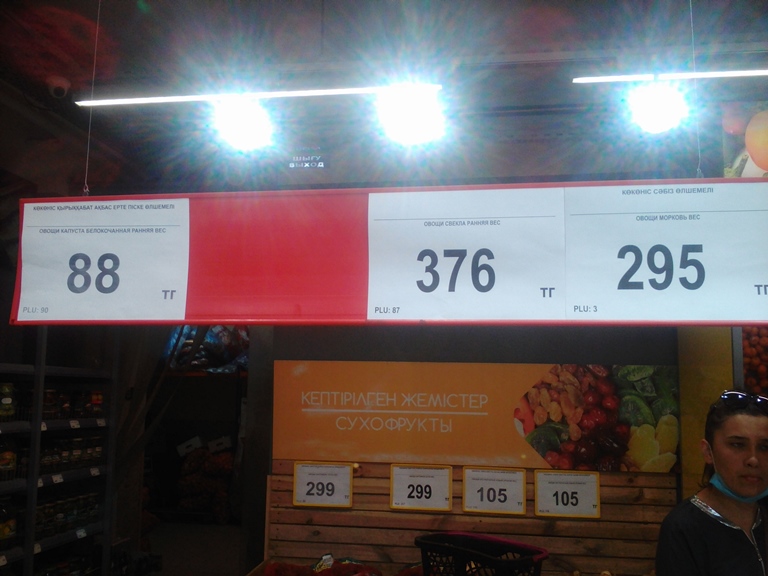 ШЫҒУ
ВЫХОД
КӨКӨНІС ҚЫРЫҚҚАБАТ АҚБАС ЕРТЕ ПІСКЕ ӨЛШЕМЕЛІ
ОВОЩИ КАПУСТА БЕЛОКОЧАННАЯ РАННЯЯ ВЕС
88
ТГ
PLU: 90
ОВОЩИ СВЕКЛА РАННЯЯ ВЕС
376
ТГ
PLU: 87
КӨКӨНІС СӘБІЗ ӨЛШЕМЕЛІ
ОВОЩИ МОРКОВЬ ВЕС
295
ТГ
PLU: 3
КЕПТІРІЛГЕН ЖЕМІСТЕР
СУХОФРУКТЫ
299
299
105
105